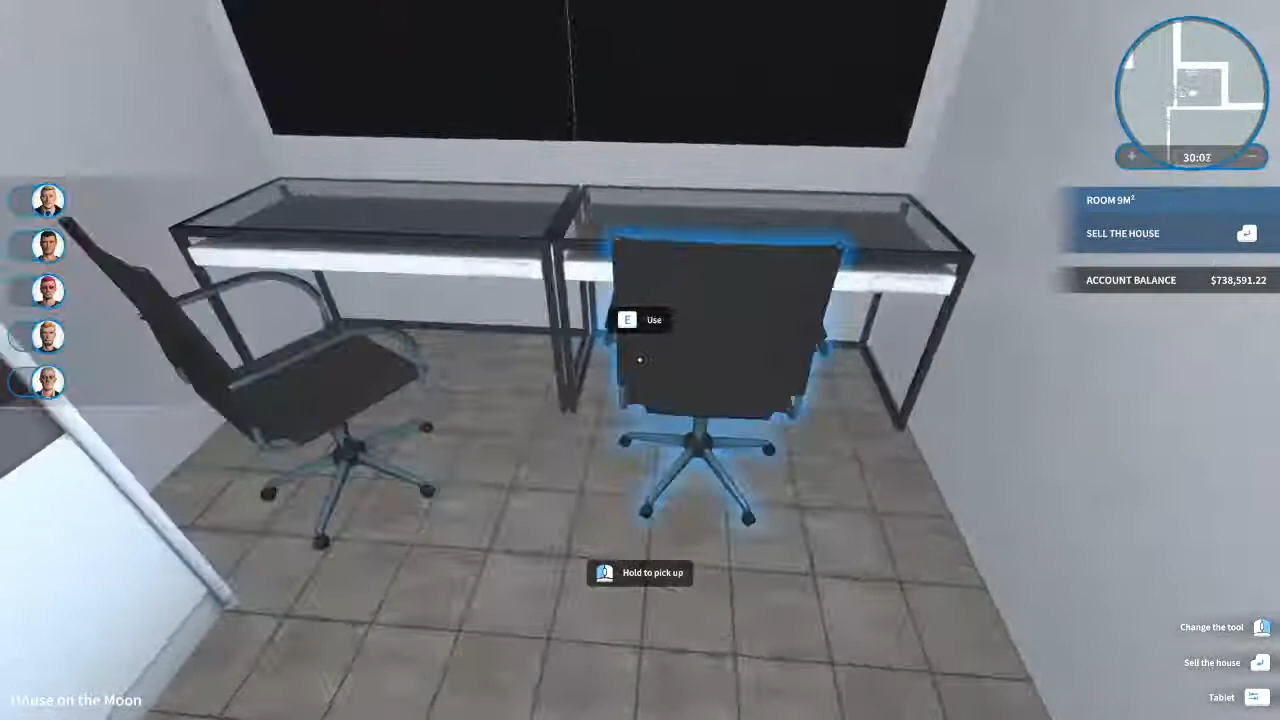 30:07
ROOM 9M²
SELL THE HOUSE
ACCOUNT BALANCE $738,591.22
E Use
Hold to pick up
Change the tool
Sell the house
Tablet
House on the Moon